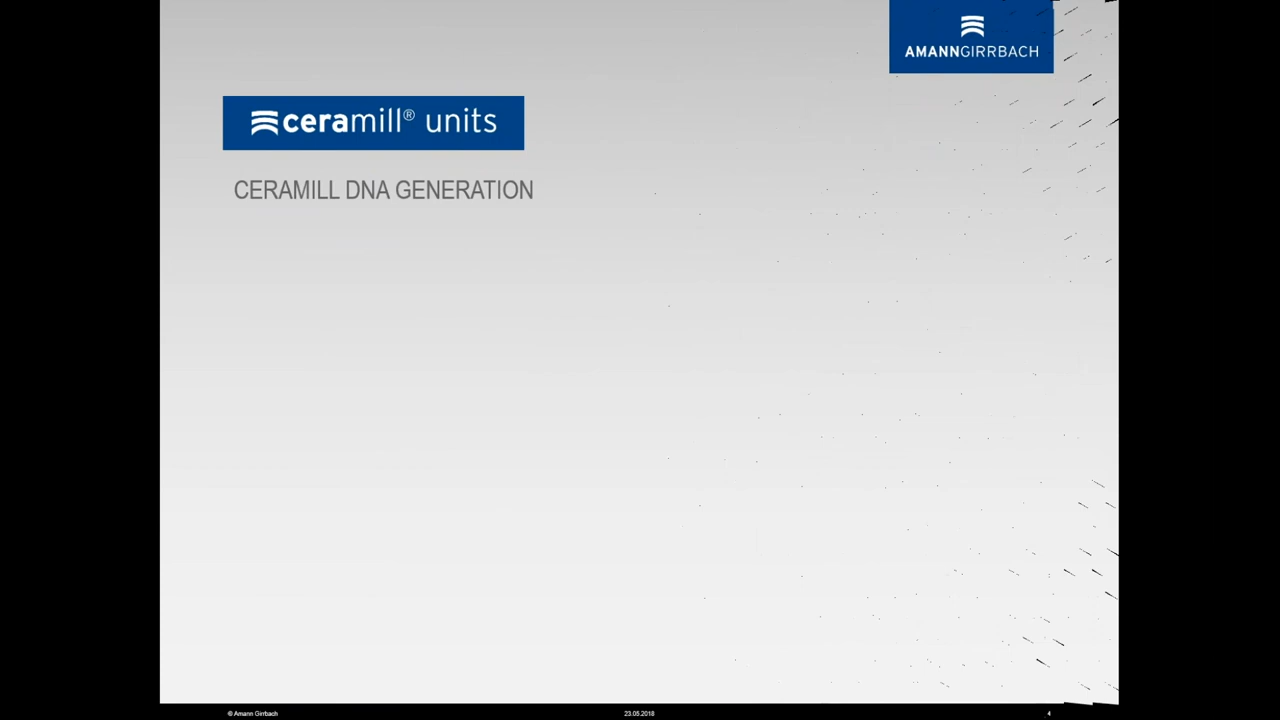 AMANNGIRRBACH
ceramill® units
CERAMILL DNA GENERATION
© Amann Girrbach
23.05.2018
4